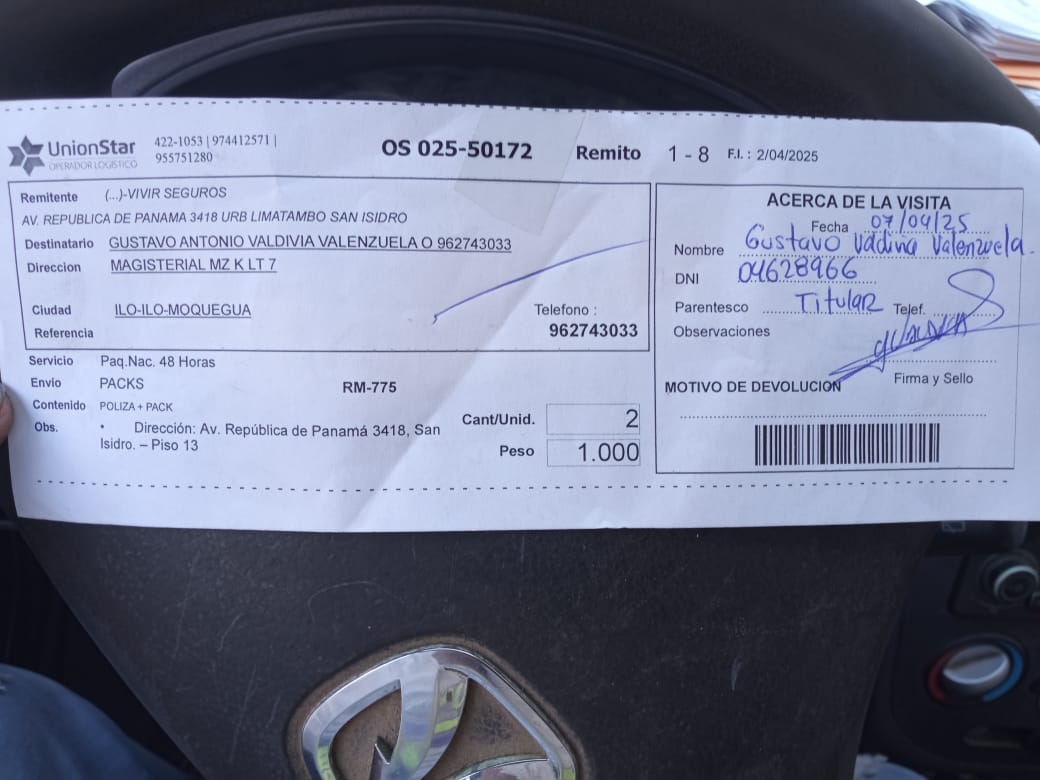 UnionStar
OPERADOR LOGISTICO
422-1053 | 974412571 |
955751280
OS 025-50172 Remito 1 - 8 F.I. : 2/04/2025
Remitente (...)-VIVIR SEGUROS
AV. REPUBLICA DE PANAMA 3418 URB LIMATAMBO SAN ISIDRO
Destinatario GUSTAVO ANTONIO VALDIVIA VALENZUELA O 962743033
Direccion MAGISTERIAL MZ K LT 7
Ciudad ILO-ILO-MOQUEGUA
Telefono :
Referencia 962743033
Servicio Paq.Nac. 48 Horas
Envio PACKS RM-775
Contenido POLIZA + PACK
Obs. • Dirección: Av. República de Panamá 3418, San
Isidro. – Piso 13
Cant/Unid. 2
Peso 1.000
ACERCA DE LA VISITA
Fecha 07/04/25
Nombre Gustavo Valdivia Valenzuela.
DNI 04628966
Parentesco Titular Telef.
Observaciones
Firma y Sello
MOTIVO DE DEVOLUCION